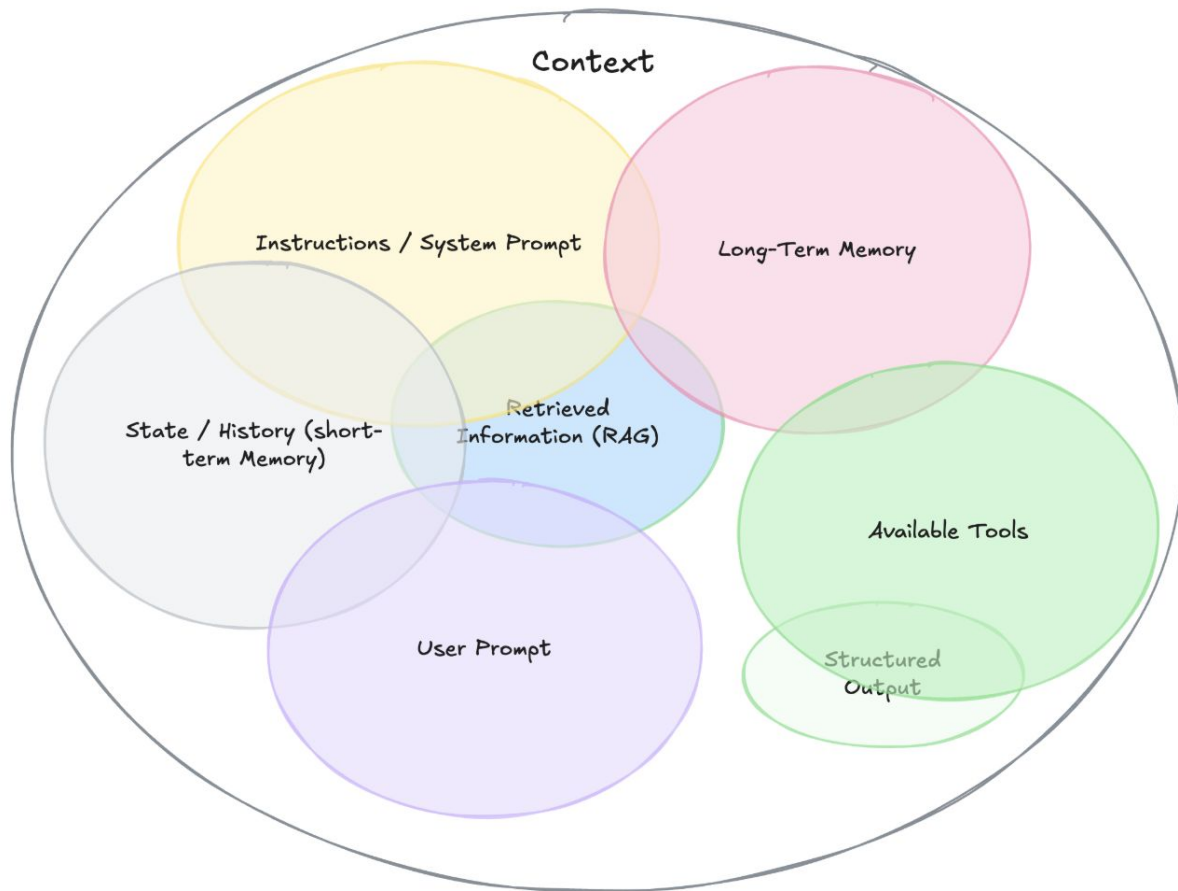 Context
Instructions / System Prompt
Long-Term Memory
Retrieved
Information (RAG)
State / History (short-
term Memory)
Available Tools
User Prompt
Structured
Output